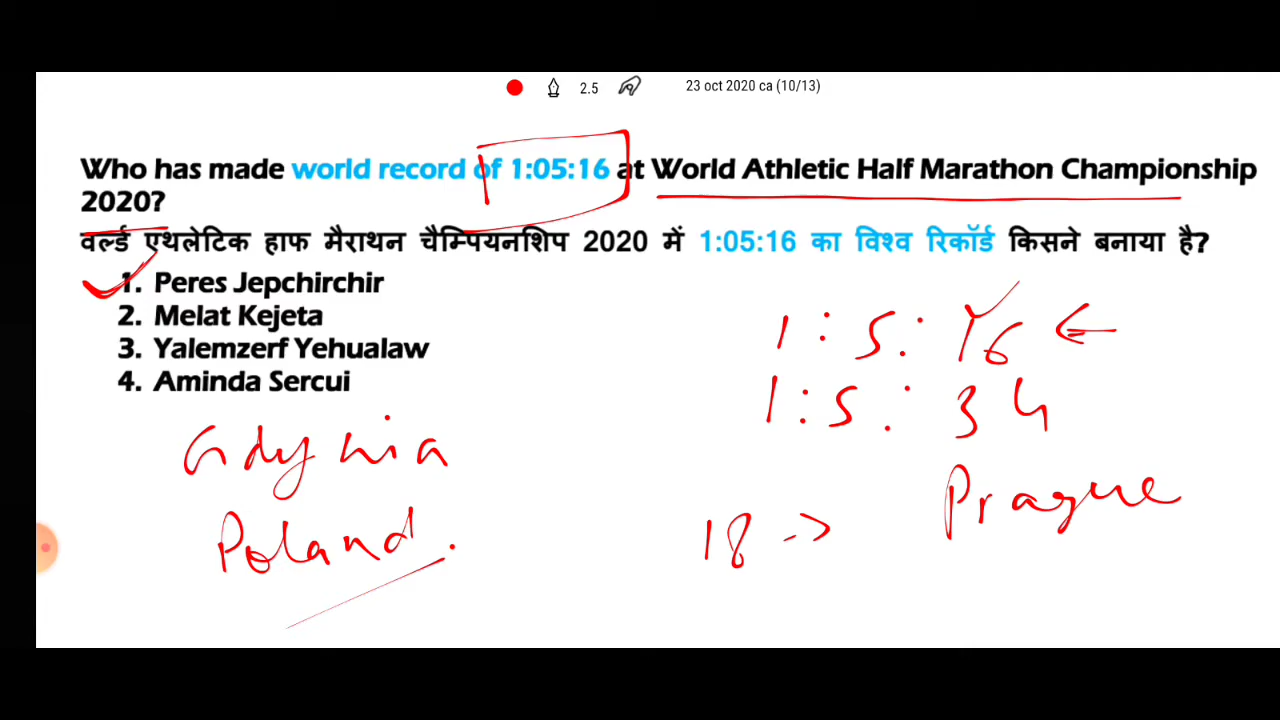 2.5 23 oct 2020 ca (10/13)
Who has made world record of 1:05:16 at World Athletic Half Marathon Championship
2020?
वर्ल्ड एथलेटिक हाफ मैराथन चैम्पियनशिप 2020 में 1:05:16 का विश्व रिकॉर्ड किसने बनाया है?
1. Peres Jepchirchir
2. Melat Kejeta
3. Yalemzerf Yehualaw
4. Aminda Sercui
1:5:16 ←
1:5:34
Gdynia
Prague
Poland.
18 →